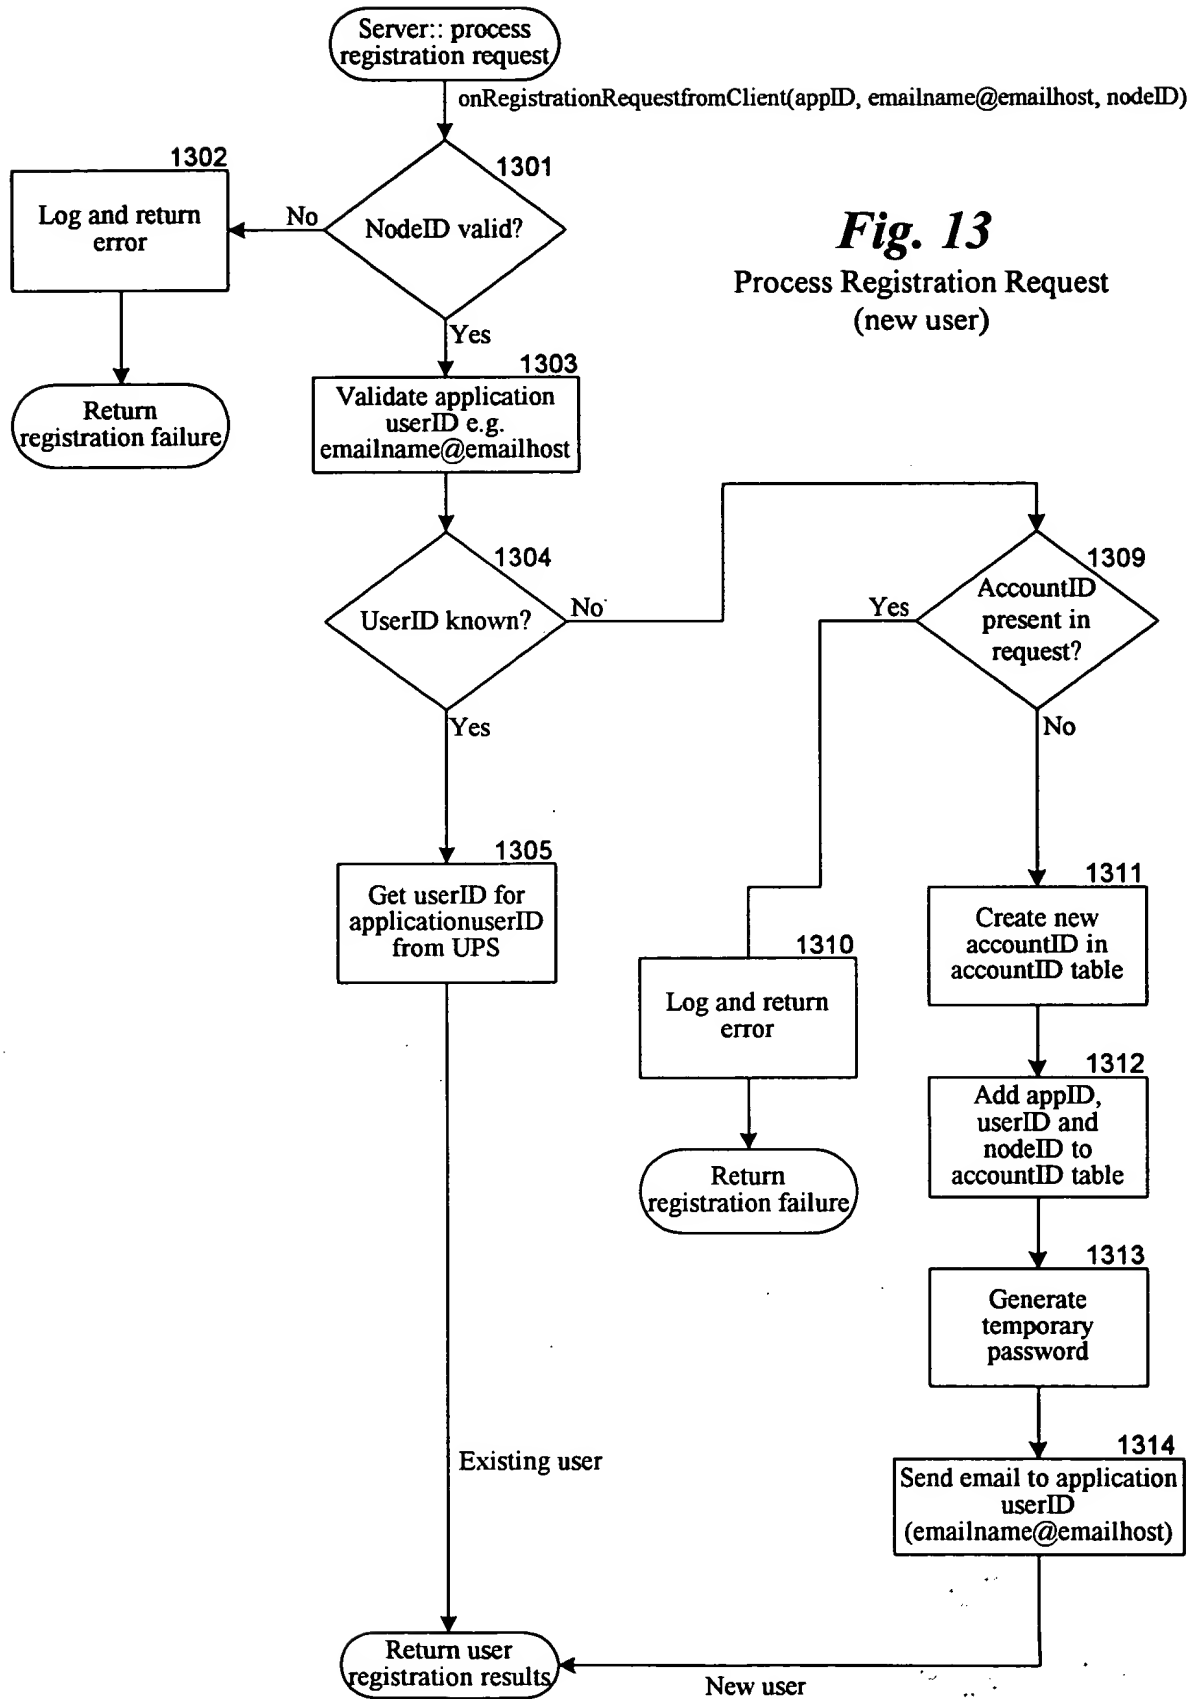 Server:: process
registration request
onRegistrationRequestfromClient(appID, emailname@emailhost, nodeID)
1302
1301
Log and return
error
No
NodeID valid?
Fig. 13
Process Registration Request
(new user)
Yes
1303
Return
registration failure
Validate application
userID e.g.
emailname@emailhost
1304
1309
UserID known?
No
Yes
AccountID
present in
request?
Yes
No
1305
Get userID for
applicationuserID
from UPS
1311
Create new
accountID in
accountID table
1310
Log and return
error
1312
Add appID,
userID and
nodeID to
accountID table
Return
registration failure
1313
Generate
temporary
password
1314
Existing user
Send email to application
userID
(emailname@emailhost)
Return user
registration results
New user